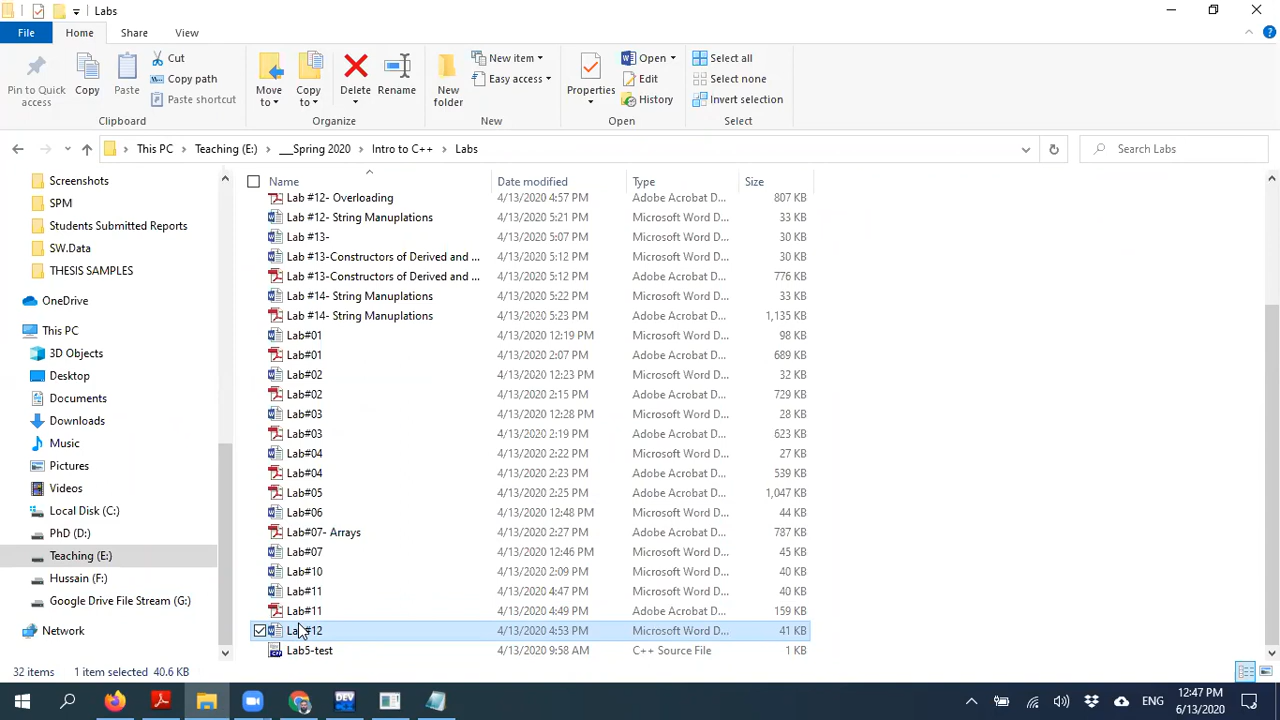 Labs
File Home Share View
Pin to Quick access
Copy
Paste
Cut
Copy path
Paste shortcut
Clipboard
Move to
Copy to
Delete
Rename
Organize
New folder
New item
Easy access
New
Properties
Open
Edit
History
Open
Select all
Select none
Invert selection
Select
This PC Teaching (E:) __Spring 2020 Intro to C++ Labs
Search Labs
Screenshots
SPM
Students Submitted Reports
SW.Data
THESIS SAMPLES
OneDrive
This PC
3D Objects
Desktop
Documents
Downloads
Music
Pictures
Videos
Local Disk (C:)
PhD (D:)
Teaching (E:)
Hussain (F:)
Google Drive File Stream (G:)
Network
Name Date modified Type Size
Lab #12- Overloading 4/13/2020 4:57 PM Adobe Acrobat D... 807 KB
Lab #12- String Manuplations 4/13/2020 5:21 PM Microsoft Word D... 33 KB
Lab #13- 4/13/2020 5:07 PM Microsoft Word D... 30 KB
Lab #13-Constructors of Derived and ... 4/13/2020 5:12 PM Microsoft Word D... 30 KB
Lab #13-Constructors of Derived and ... 4/13/2020 5:12 PM Adobe Acrobat D... 776 KB
Lab #14- String Manuplations 4/13/2020 5:22 PM Microsoft Word D... 33 KB
Lab #14- String Manuplations 4/13/2020 5:23 PM Adobe Acrobat D... 1,135 KB
Lab#01 4/13/2020 12:19 PM Microsoft Word D... 98 KB
Lab#01 4/13/2020 2:07 PM Adobe Acrobat D... 689 KB
Lab#02 4/13/2020 12:23 PM Microsoft Word D... 32 KB
Lab#02 4/13/2020 2:15 PM Adobe Acrobat D... 729 KB
Lab#03 4/13/2020 12:28 PM Microsoft Word D... 28 KB
Lab#03 4/13/2020 2:19 PM Adobe Acrobat D... 623 KB
Lab#04 4/13/2020 2:22 PM Microsoft Word D... 27 KB
Lab#04 4/13/2020 2:23 PM Adobe Acrobat D... 539 KB
Lab#05 4/13/2020 2:25 PM Adobe Acrobat D... 1,047 KB
Lab#06 4/13/2020 12:48 PM Microsoft Word D... 44 KB
Lab#07- Arrays 4/13/2020 2:27 PM Adobe Acrobat D... 787 KB
Lab#07 4/13/2020 12:46 PM Microsoft Word D... 45 KB
Lab#10 4/13/2020 2:09 PM Microsoft Word D... 40 KB
Lab#11 4/13/2020 4:47 PM Microsoft Word D... 40 KB
Lab#11 4/13/2020 4:49 PM Adobe Acrobat D... 159 KB
Lab#12 4/13/2020 4:53 PM Microsoft Word D... 41 KB
Lab5-test 4/13/2020 9:58 AM C++ Source File 1 KB
32 items 1 item selected 40.6 KB
DEV
ENG
12:47 PM
6/13/2020